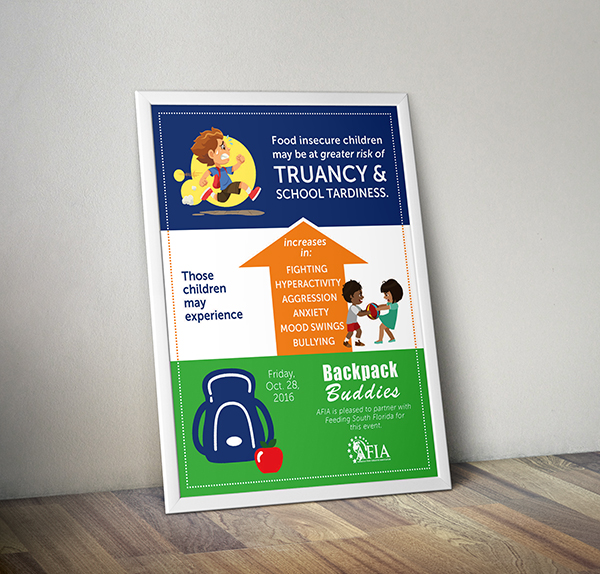 Food insecure children
may be at greater risk of
TRUANCY &
SCHOOL TARDINESS.
Those
children
may
experience
increases
in:
FIGHTING
HYPERACTIVITY
AGGRESSION
ANXIETY
MOOD SWINGS
BULLYING
Friday,
Oct. 28,
2016
Backpack
Buddies
AFIA is pleased to partner with
Feeding South Florida for
this event.
AFIA